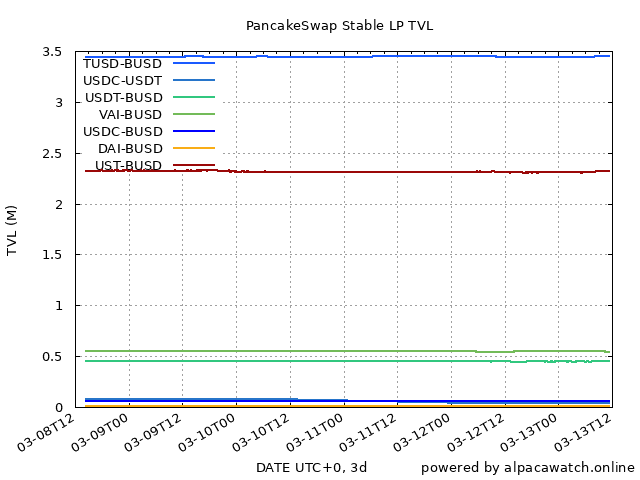 PancakeSwap Stable LP TVL
TVL (M)
3.5
3
2.5
2
1.5
1
0.5
0
TUSD-BUSD
USDC-USDT
USDT-BUSD
VAI-BUSD
USDC-BUSD
DAI-BUSD
UST-BUSD
03-08T12
03-09T00
03-09T12
03-10T00
03-10T12
03-11T00
03-11T12
03-12T00
03-12T12
03-13T00
03-13T12
DATE UTC+0, 3d
powered by alpacawatch.online